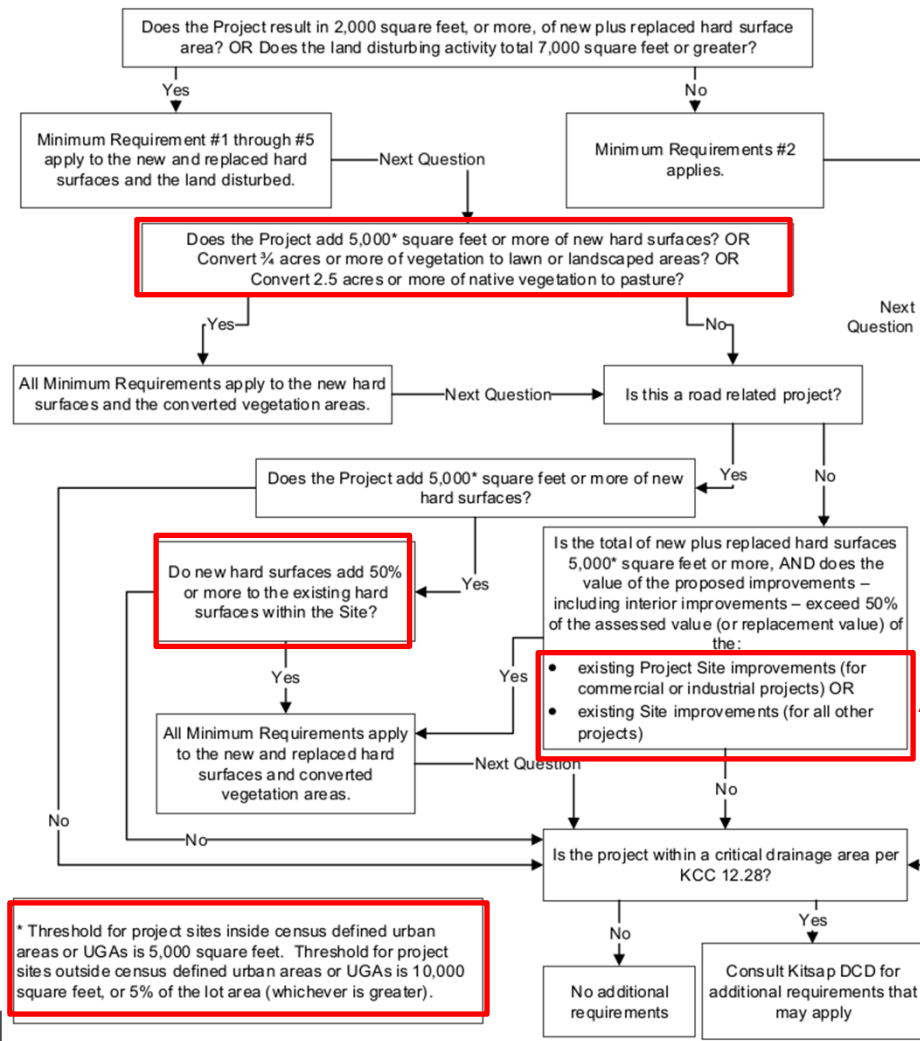 Does the Project result in 2,000 square feet, or more, of new plus replaced hard surface
area? OR Does the land disturbing activity total 7,000 square feet or greater?
Yes
No
Minimum Requirement #1 through #5
apply to the new and replaced hard
surfaces and the land disturbed.
Next Question
Minimum Requirements #2
applies.
Does the Project add 5,000* square feet or more of new hard surfaces? OR
Convert ¾ acres or more of vegetation to lawn or landscaped areas? OR
Convert 2.5 acres or more of native vegetation to pasture?
Next
Question
Yes
No
All Minimum Requirements apply to the new hard
surfaces and the converted vegetation areas.
Next Question
Is this a road related project?
Yes
No
Does the Project add 5,000* square feet or more of new
hard surfaces?
Yes
Do new hard surfaces add 50%
or more to the existing hard
surfaces within the Site?
Is the total of new plus replaced hard surfaces
5,000* square feet or more, AND does the
value of the proposed improvements –
including interior improvements – exceed 50%
of the assessed value (or replacement value) of
the:
• existing Project Site improvements (for
commercial or industrial projects) OR
• existing Site improvements (for all other
projects)
Yes
Yes
All Minimum Requirements apply
to the new and replaced hard
surfaces and converted
vegetation areas.
Next Question
No
No
No
Is the project within a critical drainage area per
KCC 12.28?
No
Yes
No additional
requirements
Consult Kitsap DCD for
additional requirements that
may apply
* Threshold for project sites inside census defined urban
areas or UGAs is 5,000 square feet. Threshold for project
sites outside census defined urban areas or UGAs is 10,000
square feet, or 5% of the lot area (whichever is greater).